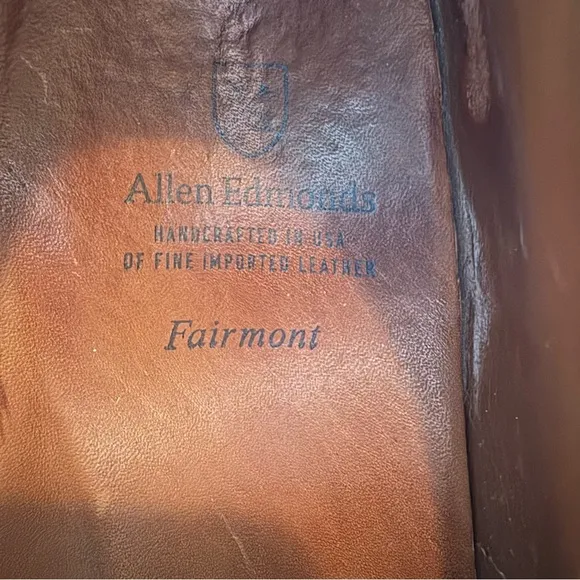 Allen Edmonds
HANDCRAFTED IN USA
OF FINE IMPORTED LEATHER
Fairmont